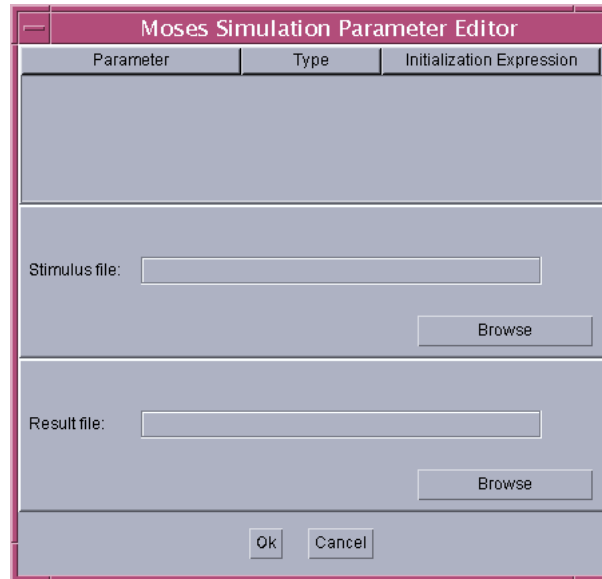 Moses Simulation Parameter Editor
Parameter Type Initialization Expression
Stimulus file:
Browse
Result file:
Browse
Ok Cancel